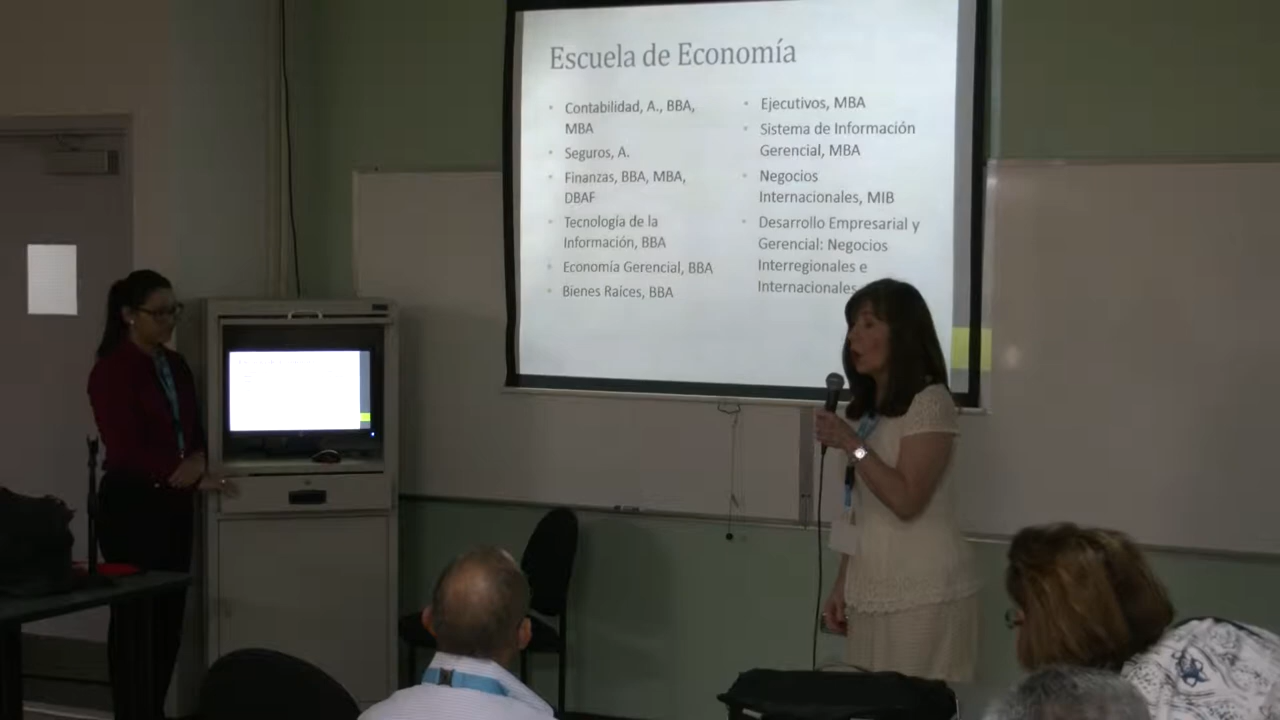 Escuela de Economía
• Contabilidad, A., BBA,
MBA
• Seguros, A.
• Finanzas, BBA, MBA,
DBAF
• Tecnología de la
Información, BBA
• Economía Gerencial, BBA
• Bienes Raíces, BBA
• Ejecutivos, MBA
• Sistema de Información
Gerencial, MBA
• Negocios
Internacionales, MIB
• Desarrollo Empresarial y
Gerencial: Negocios
Interregionales e
Internacionales